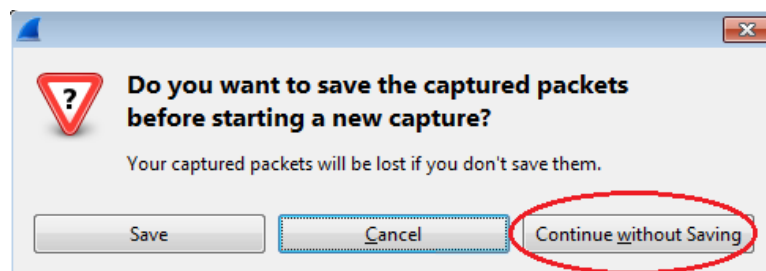 ?
Do you want to save the captured packets
before starting a new capture?
Your captured packets will be lost if you don't save them.
Save
Cancel
Continue without Saving